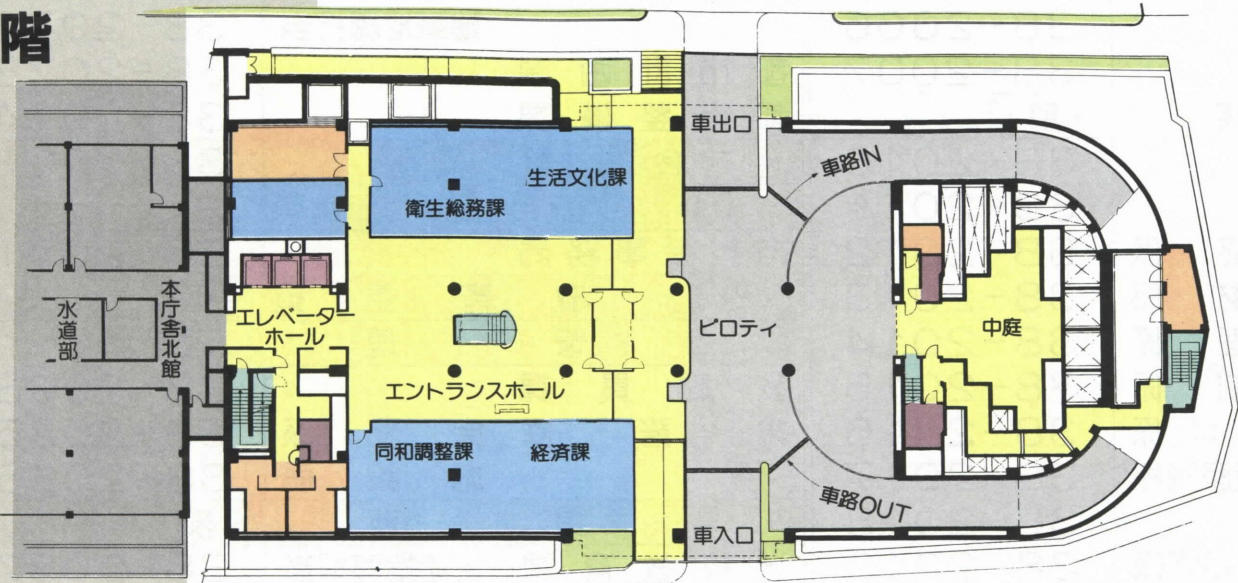 階
車出口
車路IN
生活文化課
衛生総務課
本庁舎北館
水道部
エレベータ
ホール
ピロティ
中庭
エントランスホール
同和調整課
経済課
車路OUT
車入口